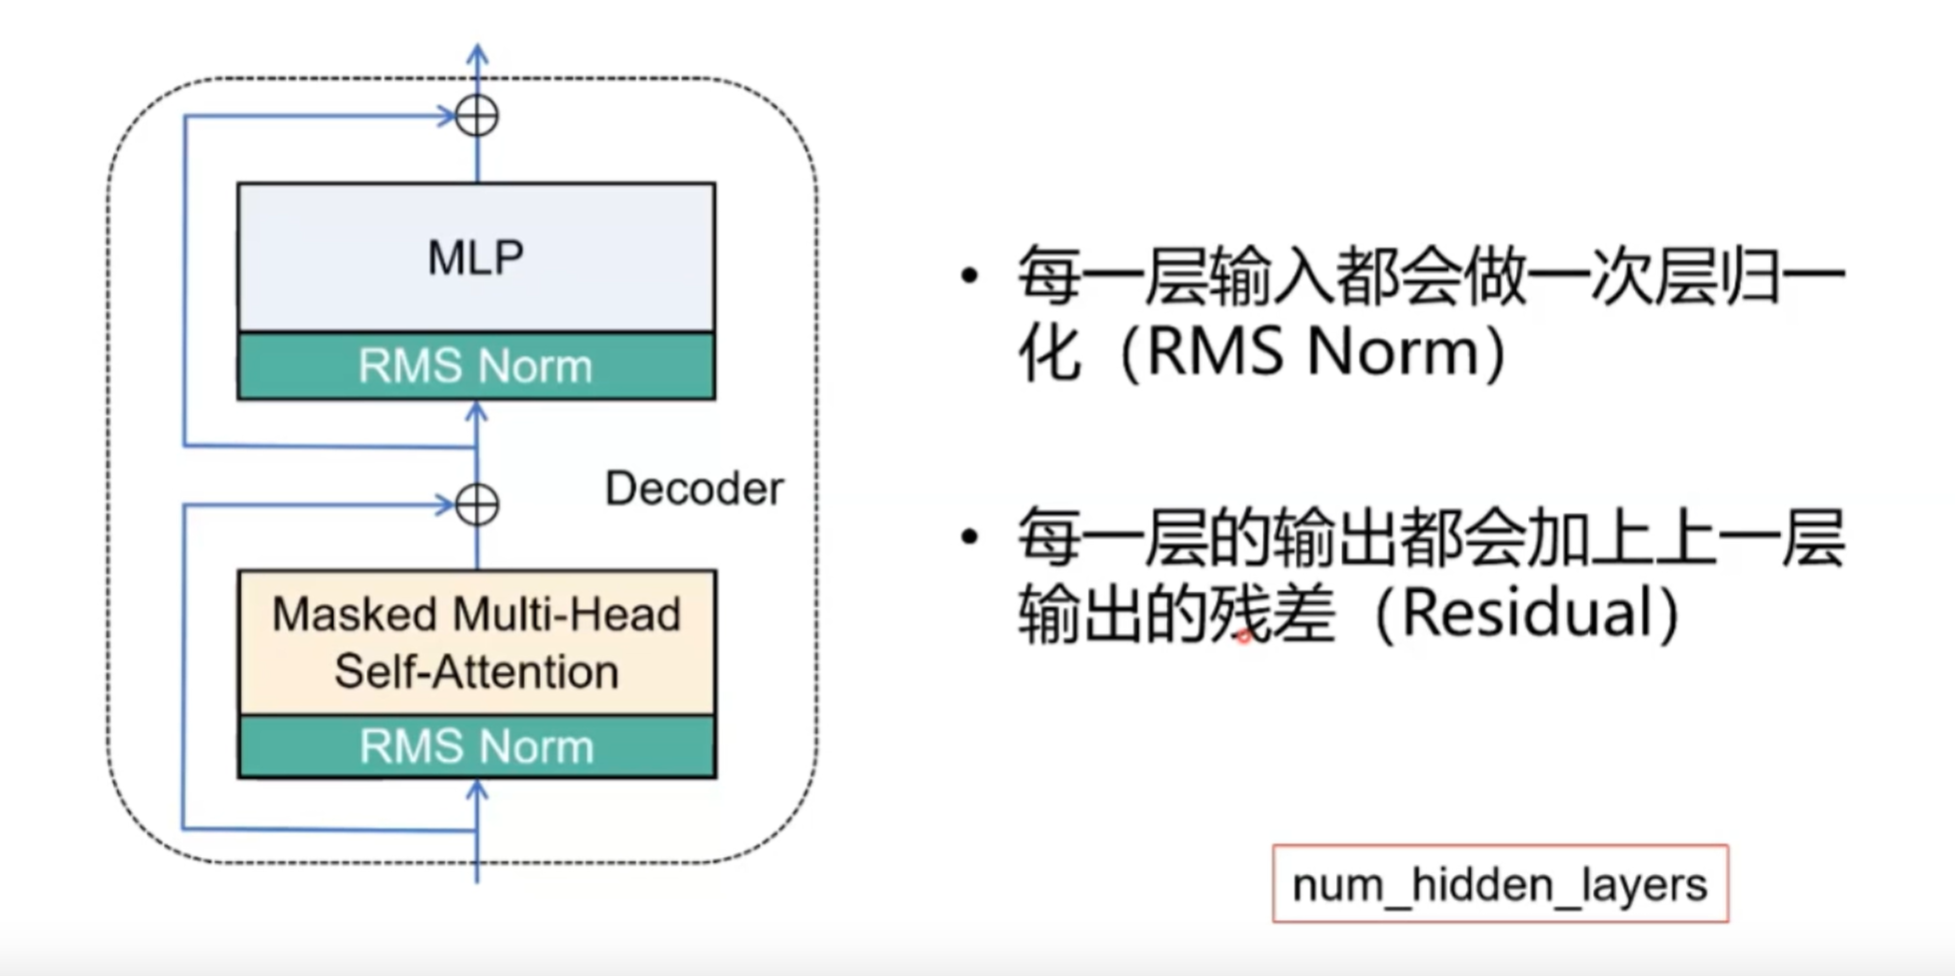 MLP
RMS Norm
Decoder
Masked Multi-Head
Self-Attention
RMS Norm
• 每一层输入都会做一次层归一
化（RMS Norm）
• 每一层的输出都会加上上一层
输出的残差（Residual）
num_hidden_layers